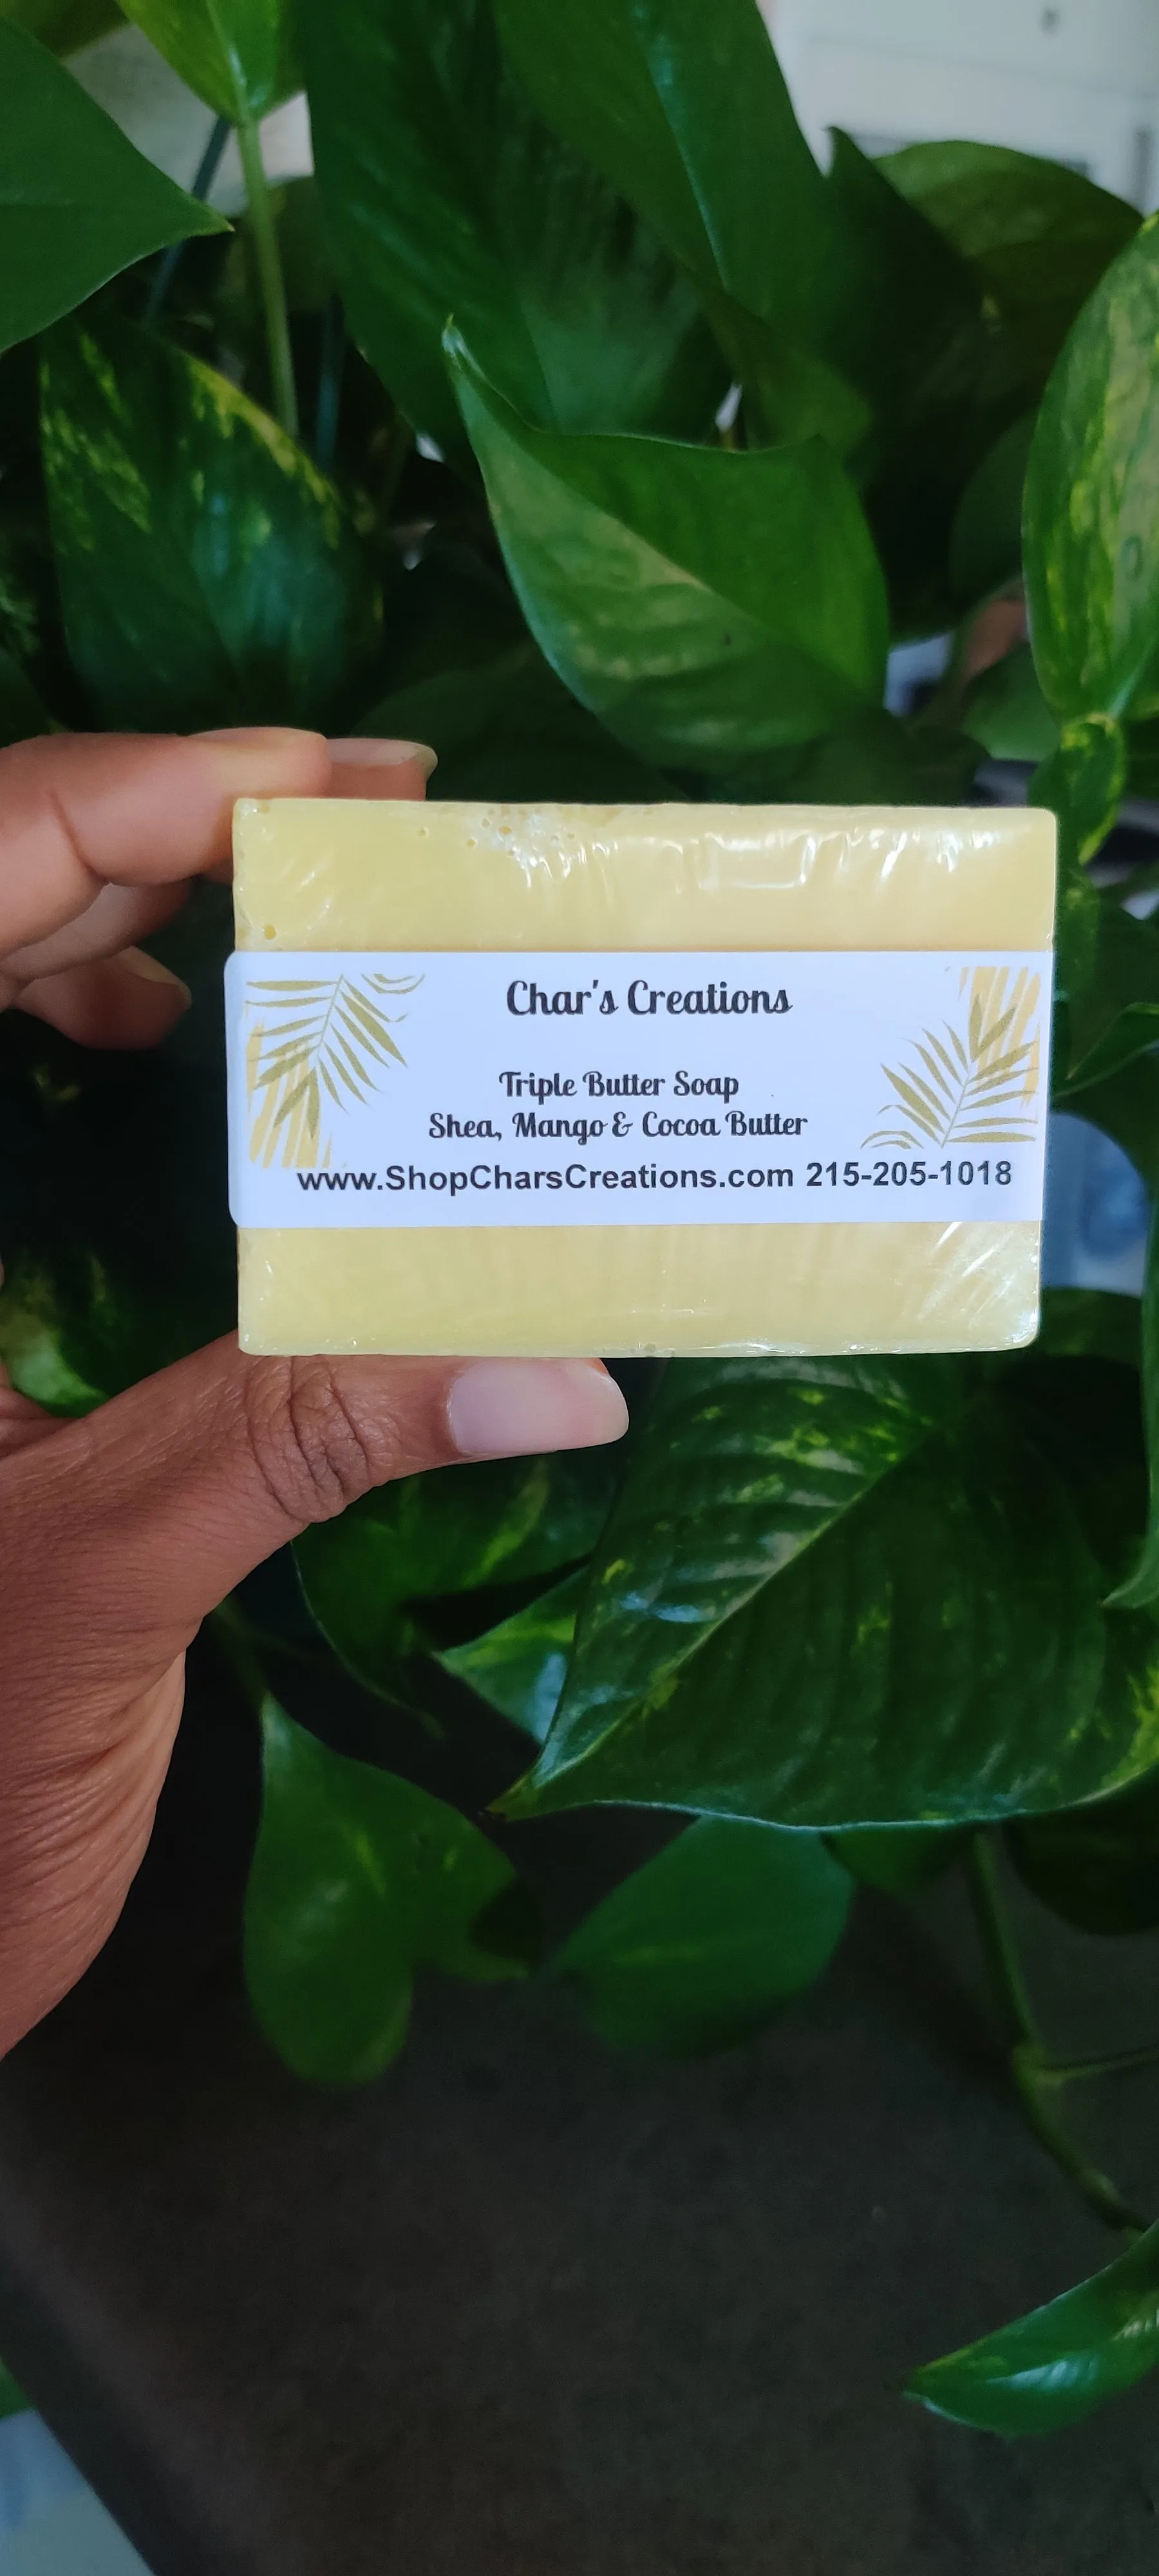 Char's Creations
Triple Butter Soap
Shea, Mango & Cocoa Butter
www.ShopCharsCreations.com 215-205-1018